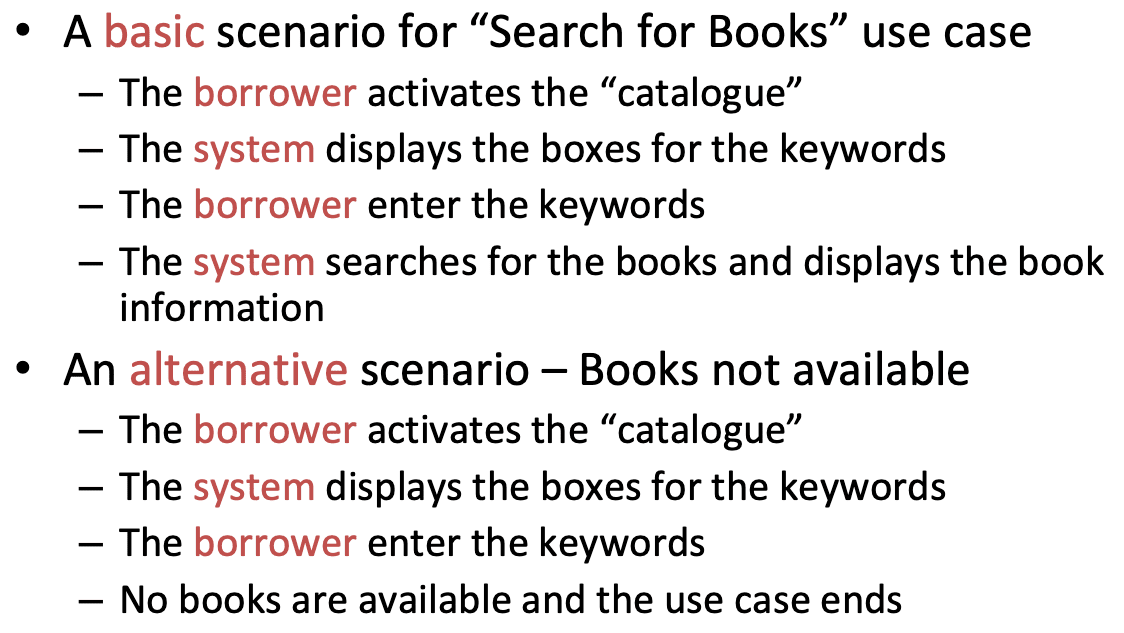 • A basic scenario for “Search for Books” use case
– The borrower activates the “catalogue”
– The system displays the boxes for the keywords
– The borrower enter the keywords
– The system searches for the books and displays the book
information
• An alternative scenario – Books not available
– The borrower activates the “catalogue”
– The system displays the boxes for the keywords
– The borrower enter the keywords
– No books are available and the use case ends